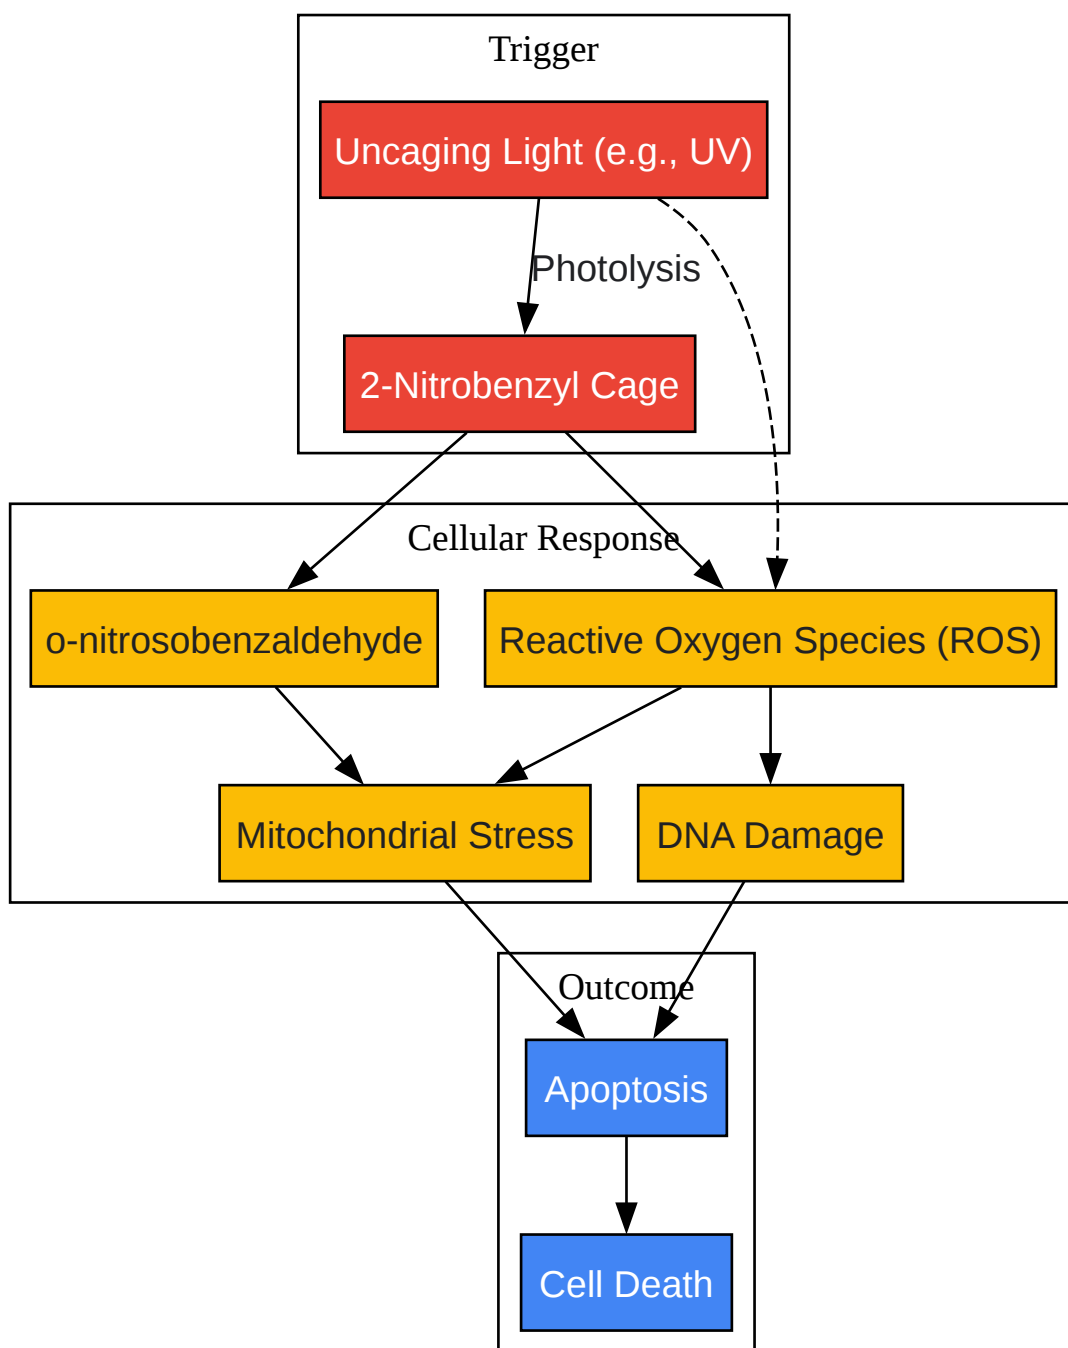 Trigger
Uncaging Light (e.g., UV)
Photolysis
2-Nitrobenzyl Cage
Cellular Response
o-nitrosobenzaldehyde
Reactive Oxygen Species (ROS)
Mitochondrial Stress
DNA Damage
Outcome
Apoptosis
Cell Death